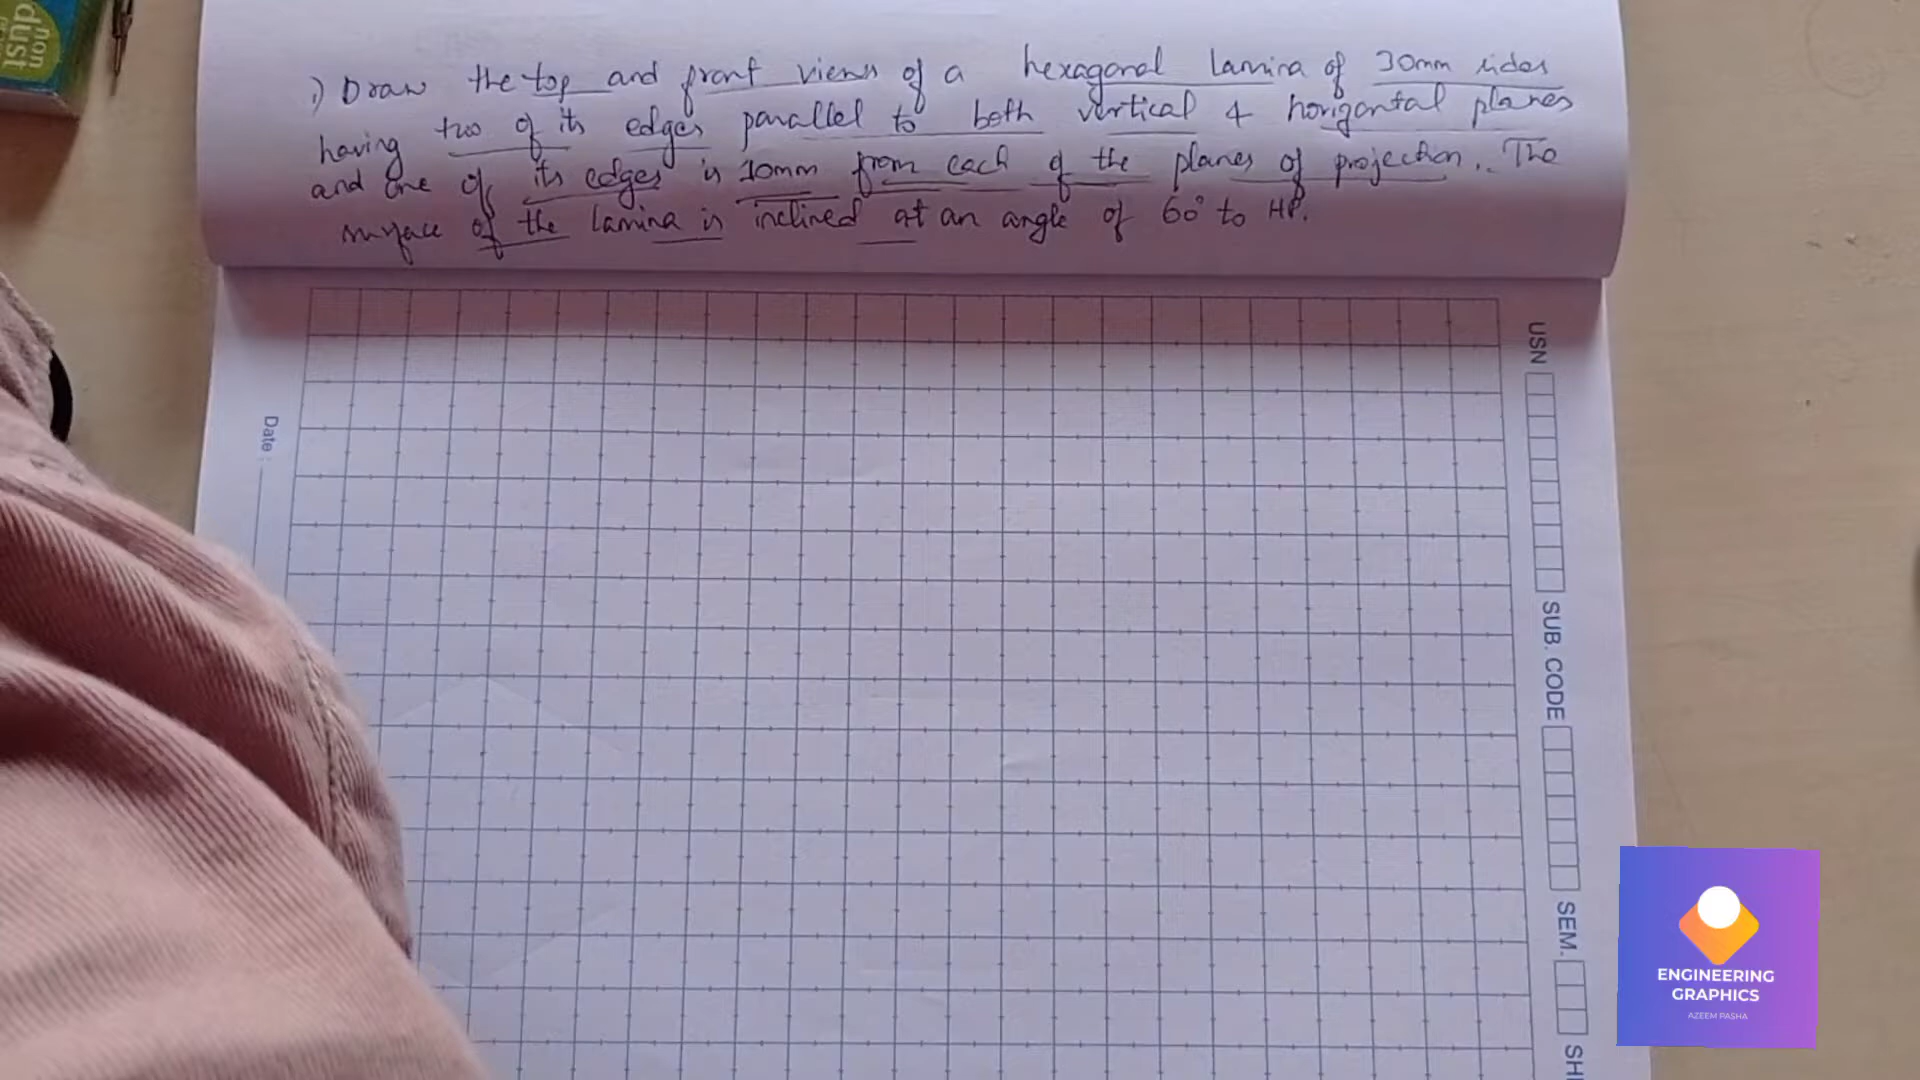 1) Draw the top and front views of a hexagonal lamina of 30mm sides
having two of its edges parallel to both vertical & horizontal planes
and one of its edges is 10mm from each of the planes of projection. The
surface of the lamina is inclined at an angle of 60° to HP.
non
dust
USN
SUB. CODE
SEM.
Date :
ENGINEERING
GRAPHICS
AZEEM PASHA